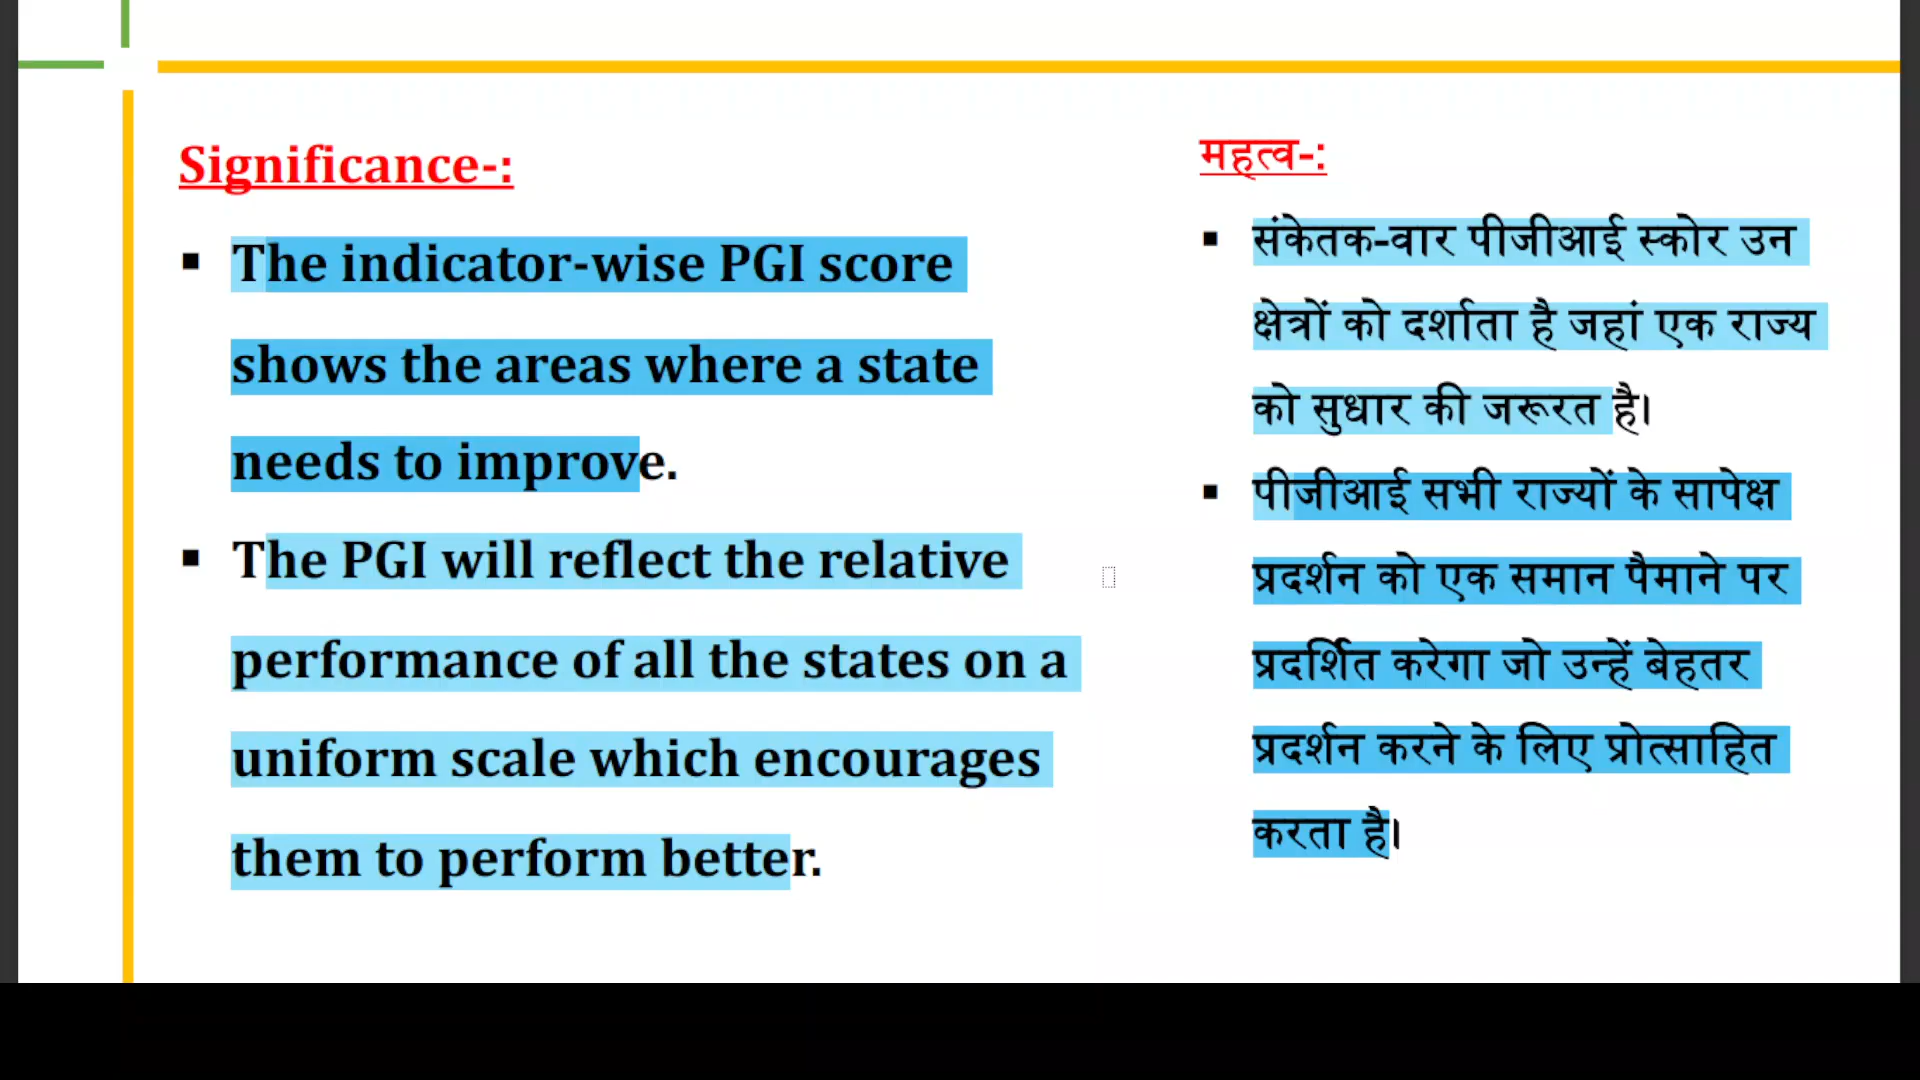 Significance-:
▪ The indicator-wise PGI score
shows the areas where a state
needs to improve.
▪ The PGI will reflect the relative
performance of all the states on a
uniform scale which encourages
them to perform better.
महत्व-:
▪ संकेतक-वार पीजीआई स्कोर उन
क्षेत्रों को दर्शाता है जहां एक राज्य
को सुधार की जरूरत है।
▪ पीजीआई सभी राज्यों के सापेक्ष
प्रदर्शन को एक समान पैमाने पर
प्रदर्शित करेगा जो उन्हें बेहतर
प्रदर्शन करने के लिए प्रोत्साहित
करता है।